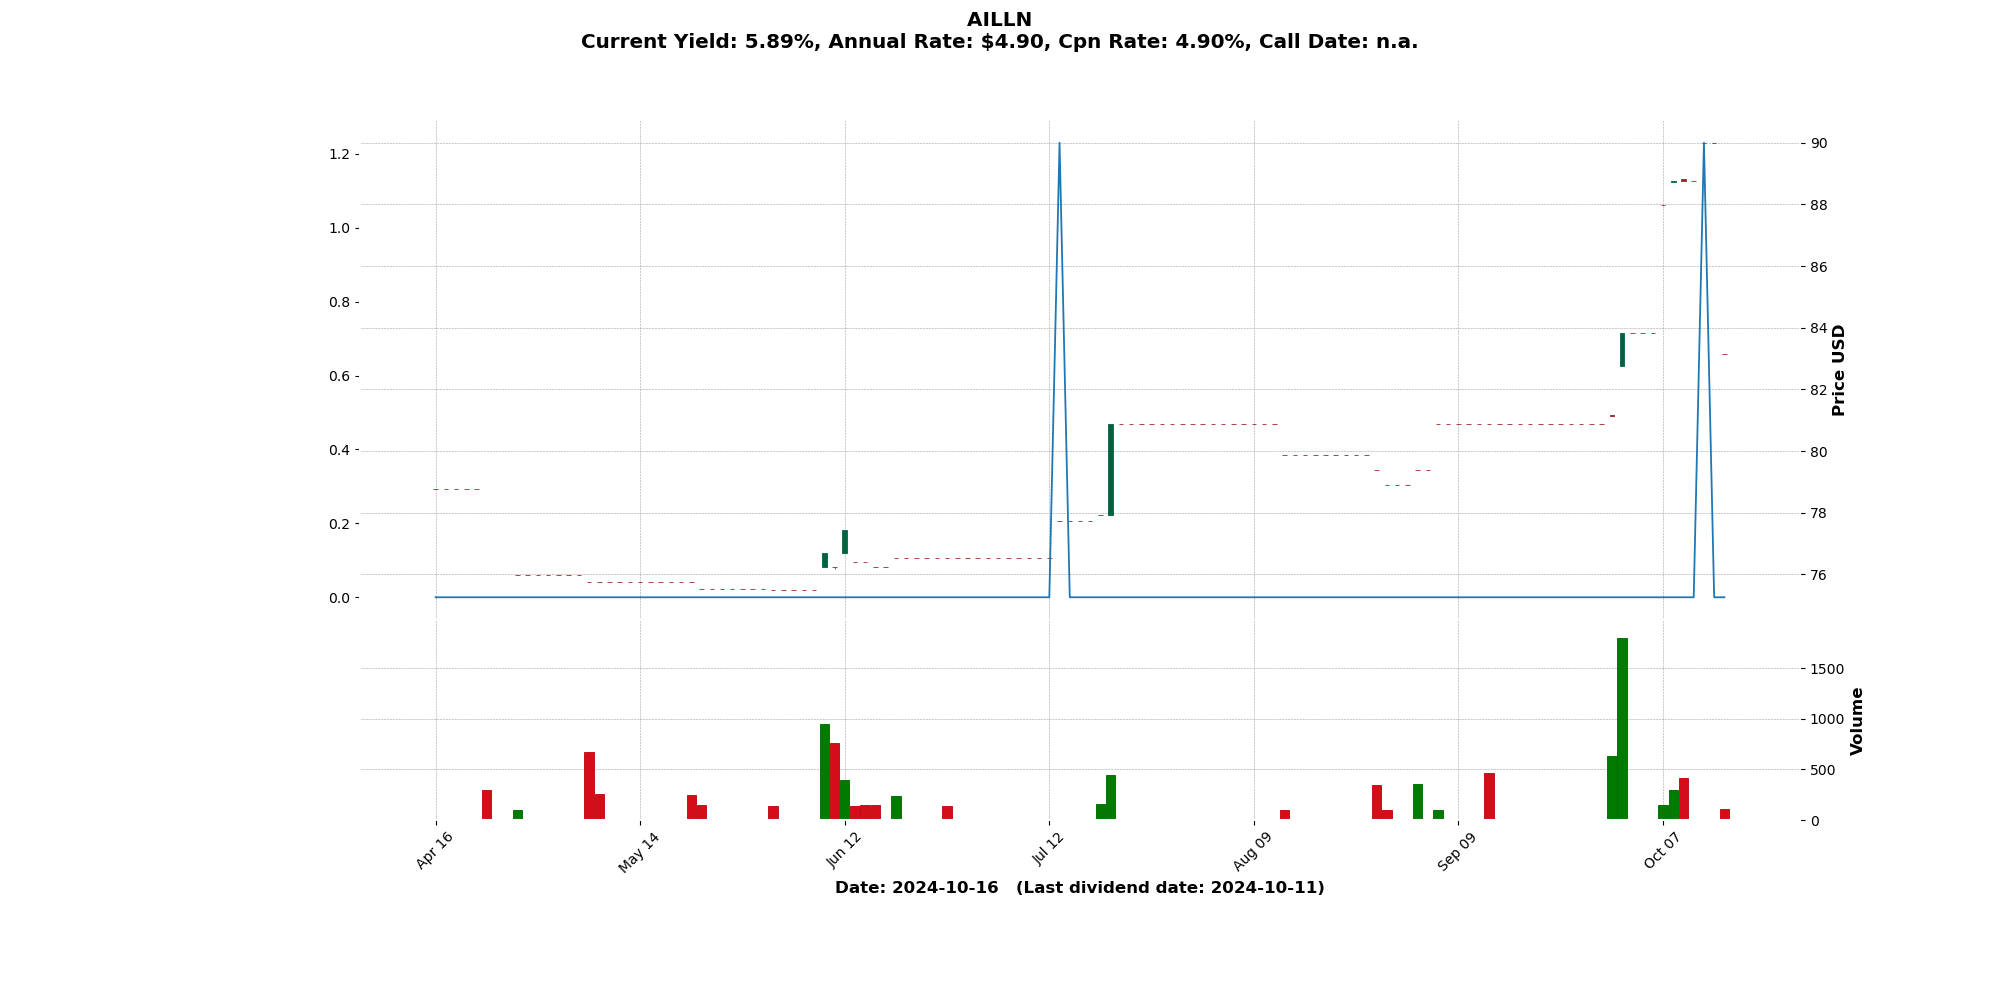 AILLN
Current Yield: 5.89%, Annual Rate: $4.90, Cpn Rate: 4.90%, Call Date: n.a.
1.2
1.0
0.8
0.6
0.4
0.2
0.0
90
88
86
84
82
80
78
76
Price USD
1500
1000
500
0
Volume
Apr 16
May 14
Jun 12
Jul 12
Aug 09
Sep 09
Oct 07
Date: 2024-10-16 (Last dividend date: 2024-10-11)